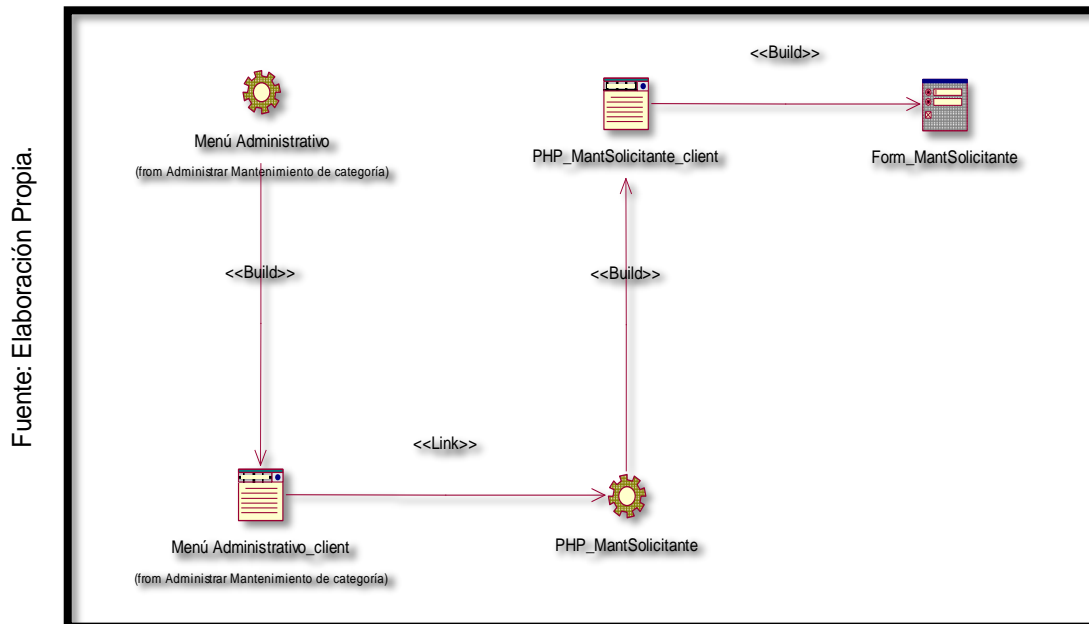 Fuente: Elaboración Propia.
<<Build>>
Menú Administrativo
(from Administrar Mantenimiento de categoría)
PHP_MantSolicitante_client
Form_MantSolicitante
<<Build>>
<<Build>>
<<Link>>
Menú Administrativo_client
(from Administrar Mantenimiento de categoría)
PHP_MantSolicitante